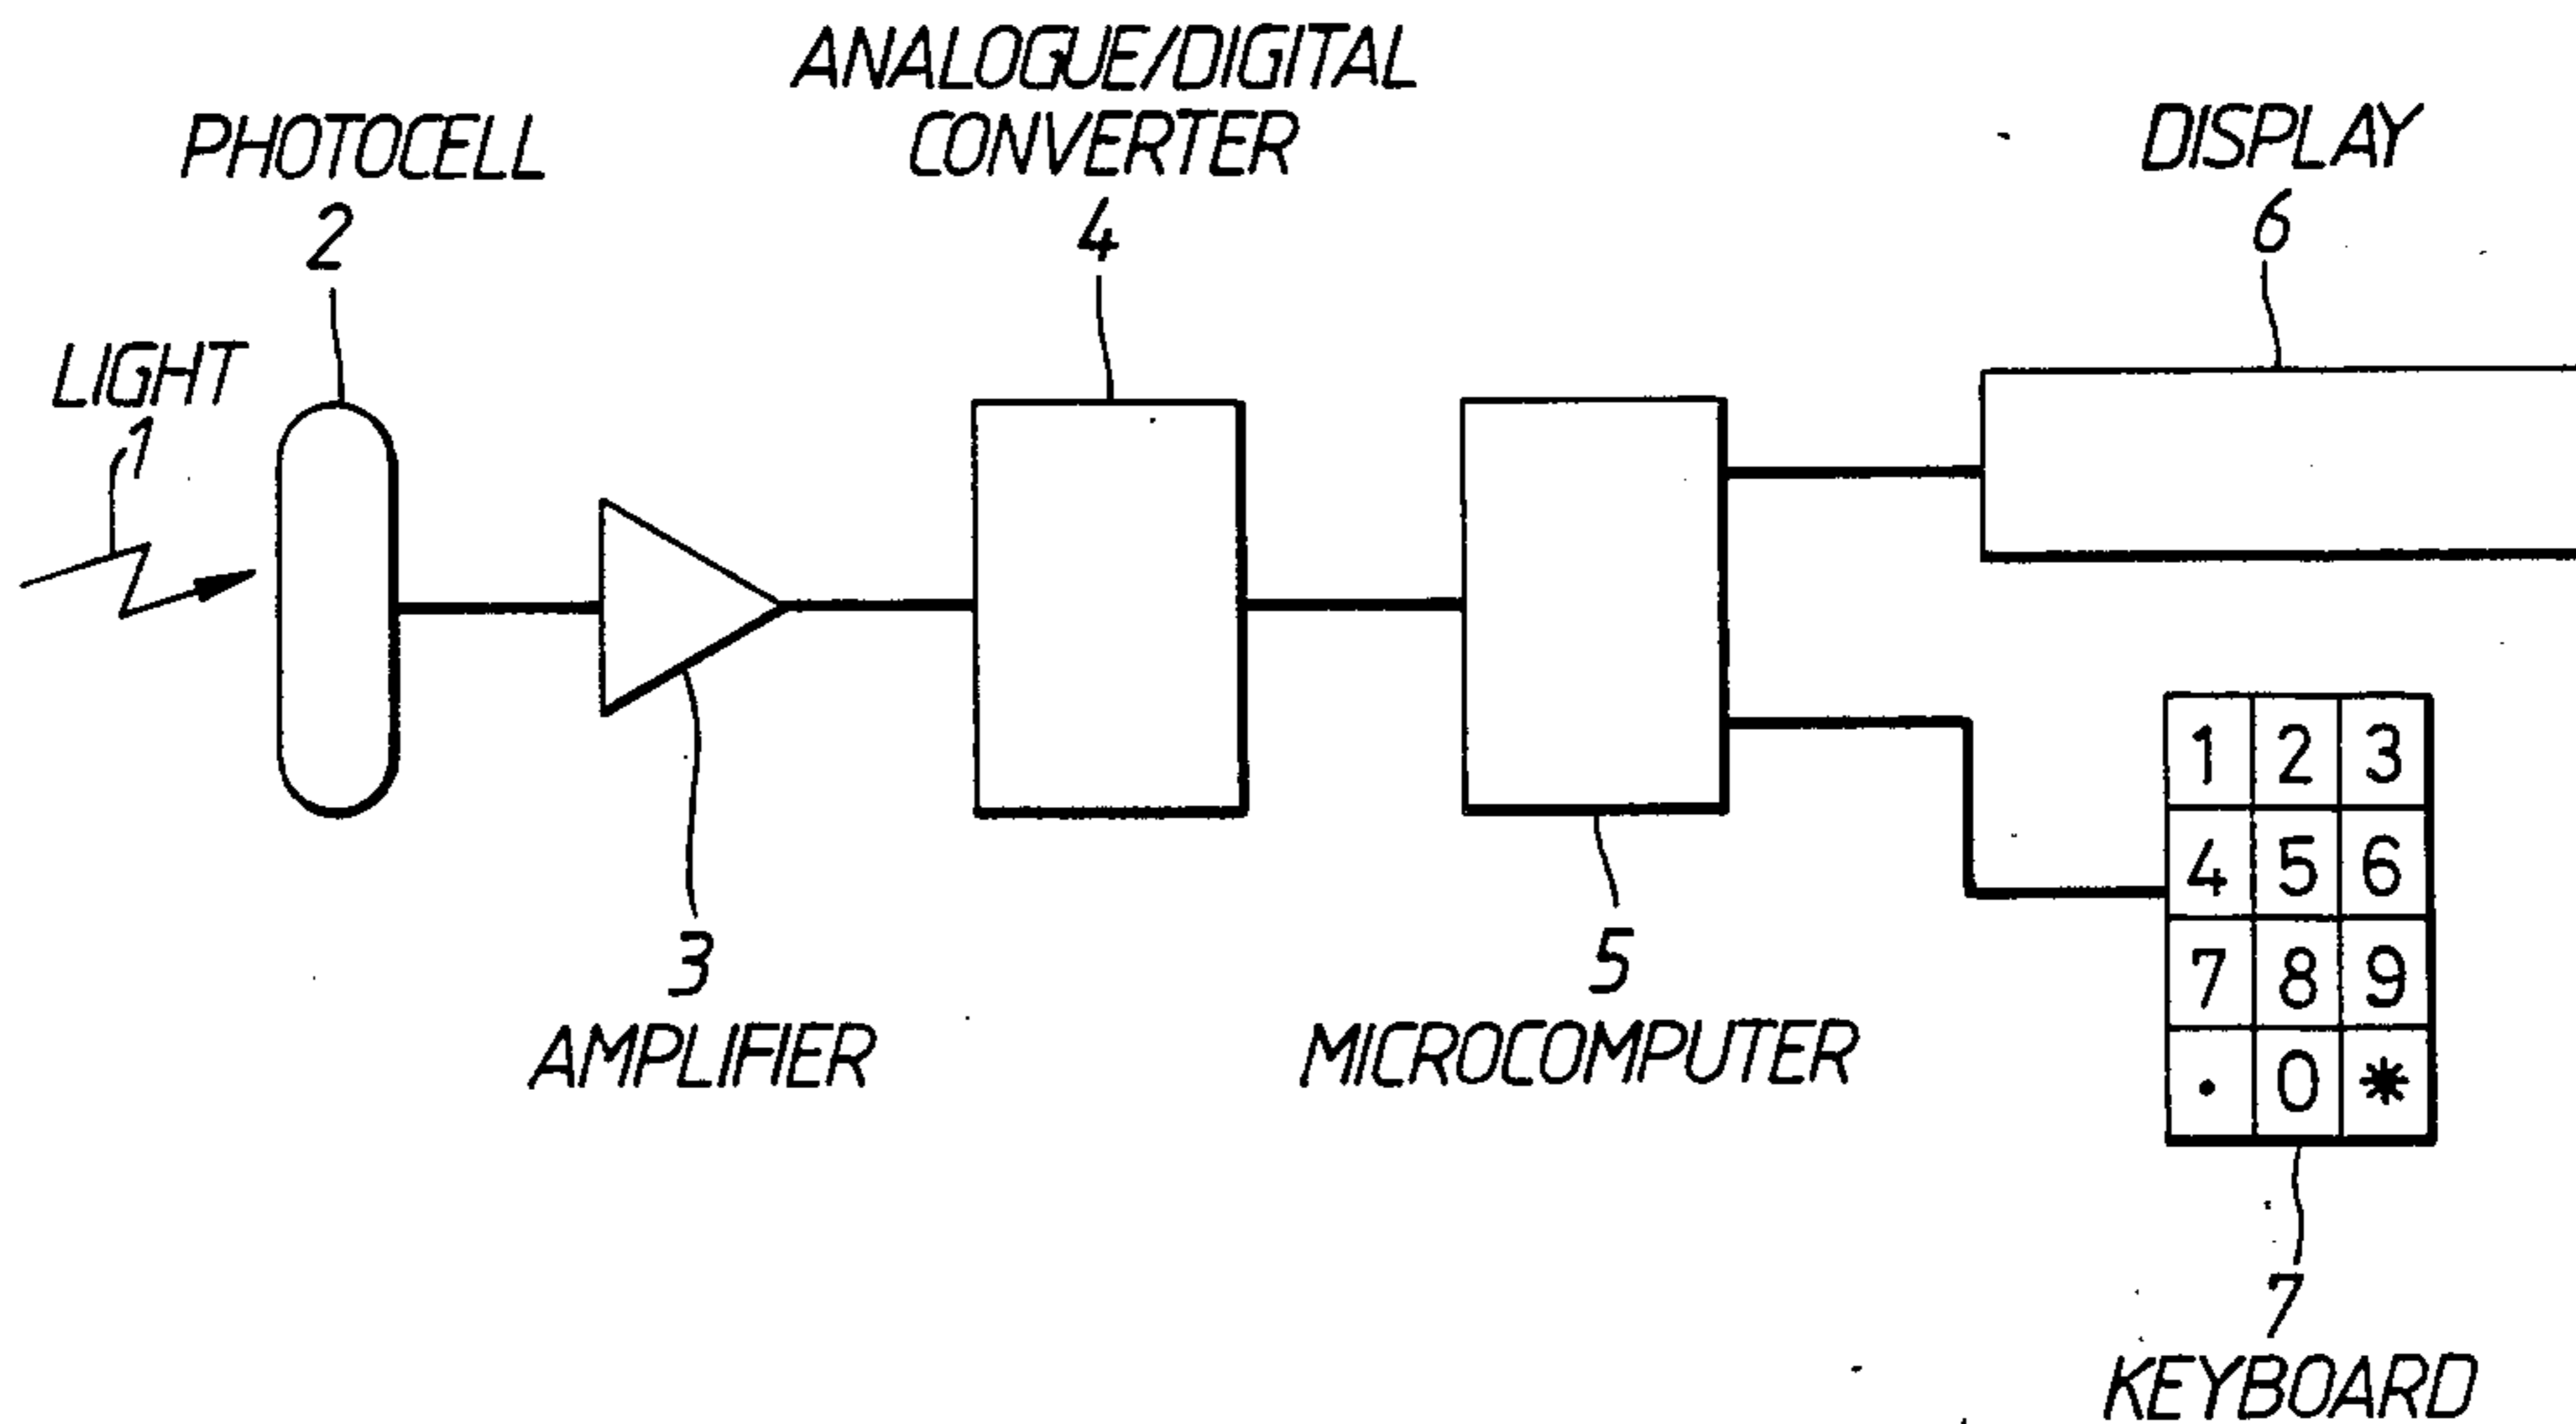 ANALOGUE/DIGITAL
CONVERTER
4
PHOTOCELL
2
DISPLAY
6
LIGHT
1
3
AMPLIFIER
5
MICROCOMPUTER
1 2 3
4 5 6
7 8 9
. 0 *
7
KEYBOARD